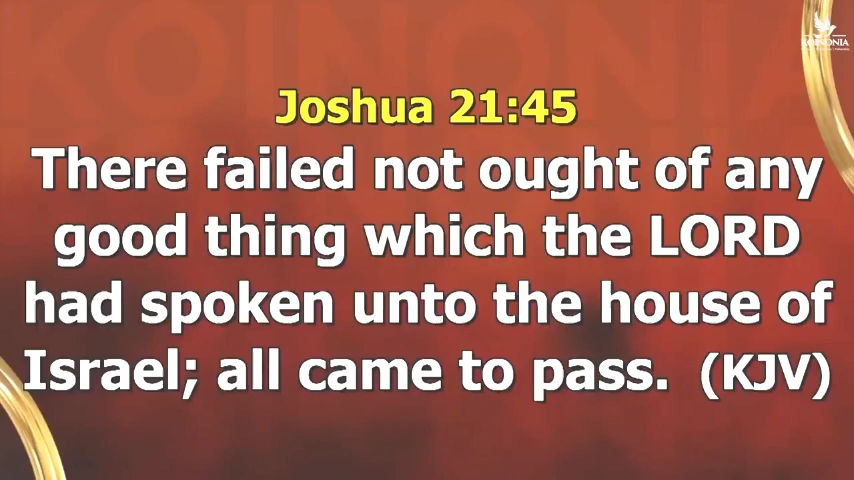 KOINONIA
Joshua 21:45
There failed not ought of any
good thing which the LORD
had spoken unto the house of
Israel; all came to pass. (KJV)